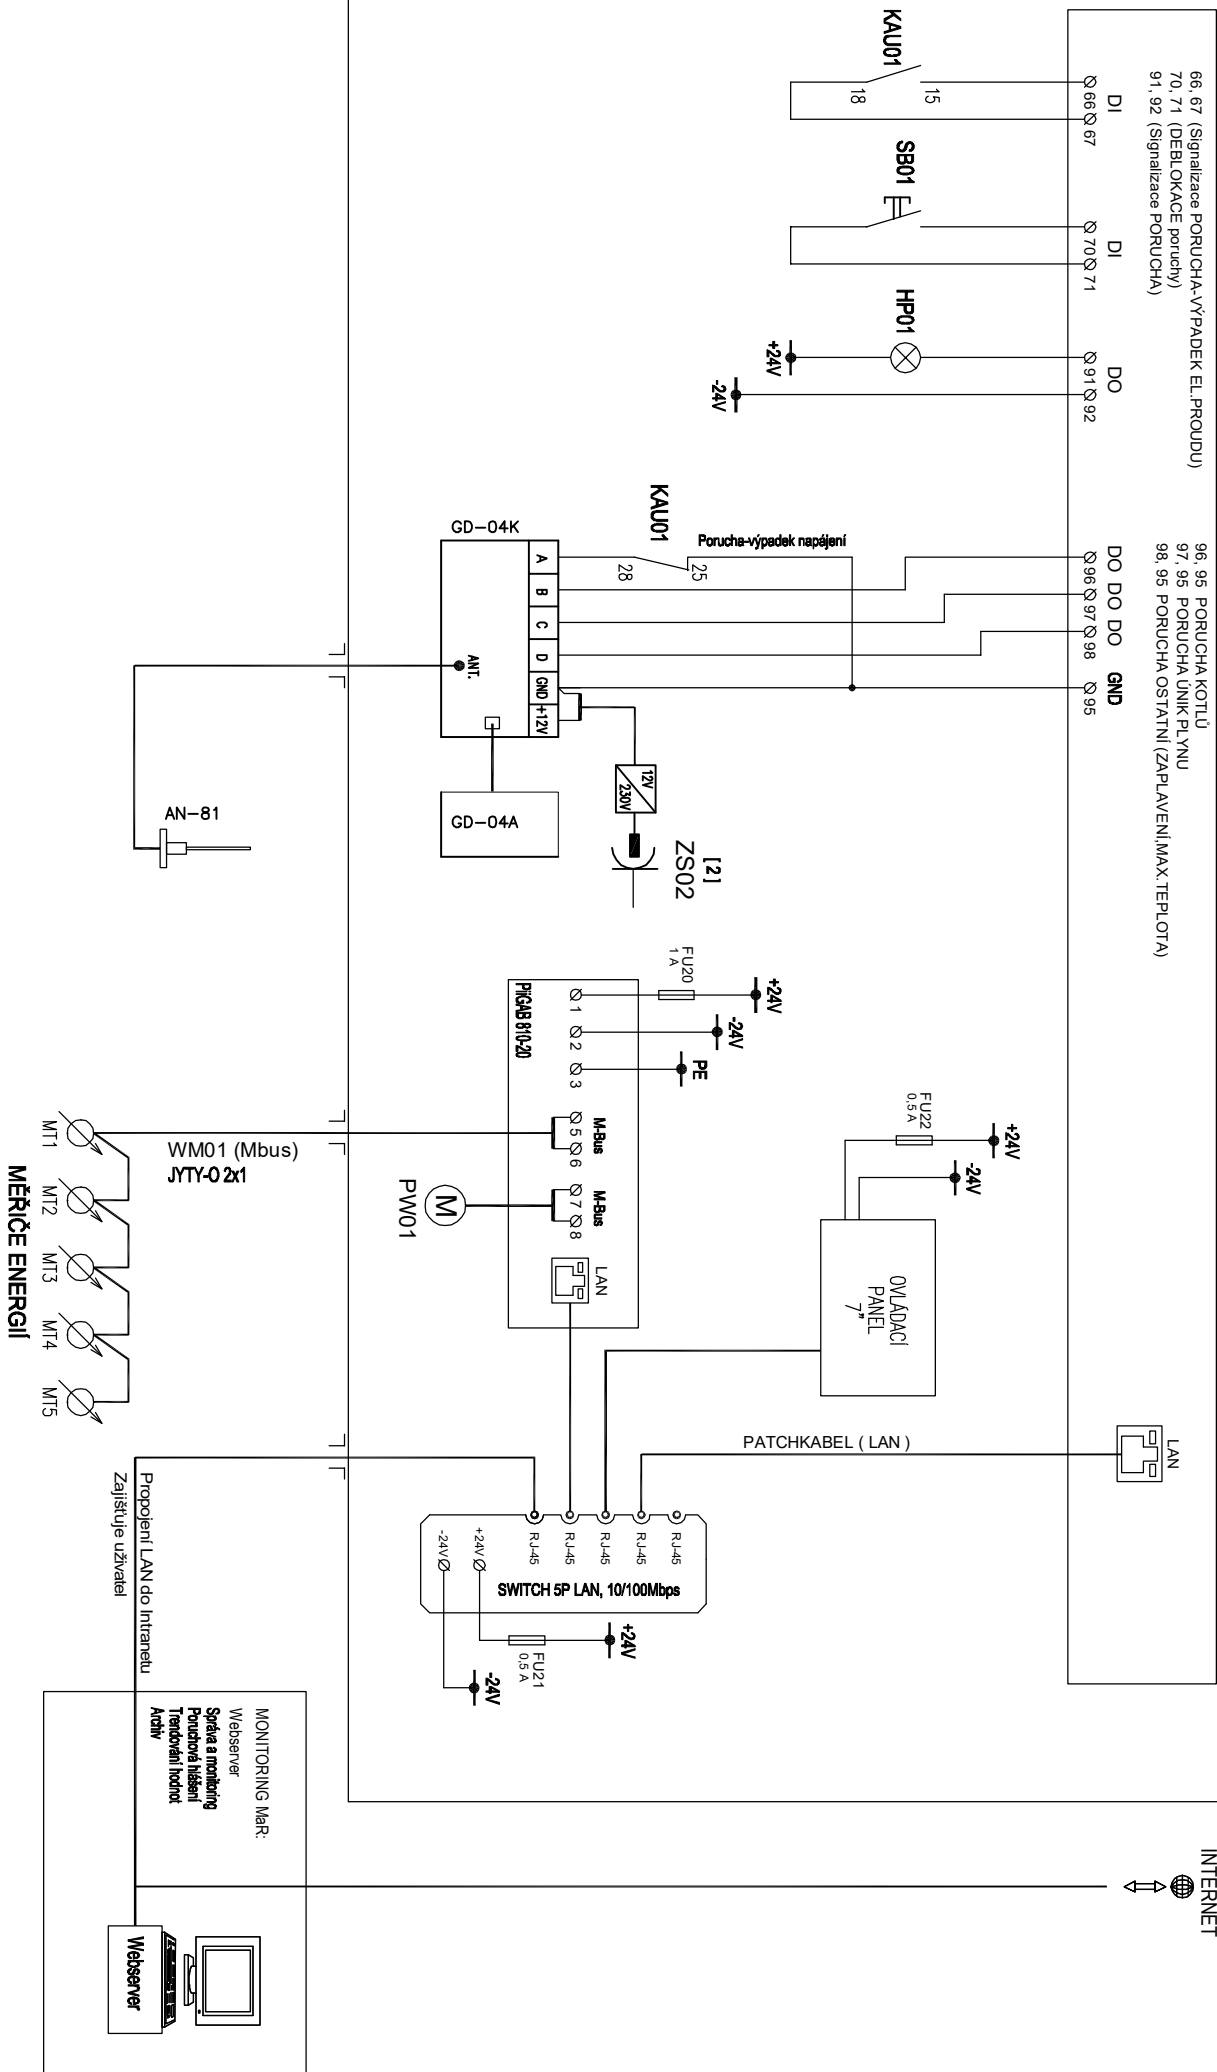 66, 67 (Signalizace PORUCHA-VÝPADEK EL.PROUDU)
70, 71 (DEBLOKACE poruchy)
91, 92 (Signalizace PORUCHA)
96, 95 PORUCHA KOTLŮ
97, 95 PORUCHA ÚNIK PLYNU
98, 95 PORUCHA OSTATNÍ (ZAPLAVENÍ,MAX.TEPLOTA)
DI
66 67
DI
70 71
DO
91 92
DO DO DO GND
96 97 98 95
LAN
INTERNET
KAU01
15
18
SB01
HP01
+24V
-24V
KAU01
Porucha-výpadek napájení
25
28
GD-04K
A
B
C
D
GND
+12V
ANT.
12V
230V
[2]
ZS02
GD-04A
AN-81
+24V
-24V
PE
FU20
1 A
PiiGAB 810-20
1 2 3
M-Bus
5 6
M-Bus
7 8
LAN
M
PW01
WM01 (Mbus)
JYTY-O 2x1
MT1
MT2
MT3
MT4
MT5
MĚŘIČE ENERGIÍ
+24V
-24V
FU22
0,5 A
OVLÁDACÍ
PANEL
7"
PATCHKABEL ( LAN )
RJ-45
RJ-45
RJ-45
RJ-45
RJ-45
+24V
-24V
SWITCH 5P LAN, 10/100Mbps
+24V
FU21
0,5 A
-24V
Propojení LAN do Intranetu
Zajišťuje uživatel
MONITORING MaR:
Webserver
Správa a monitoring
Poruchová hlášení
Trendování hodnot
Archiv
Webserver